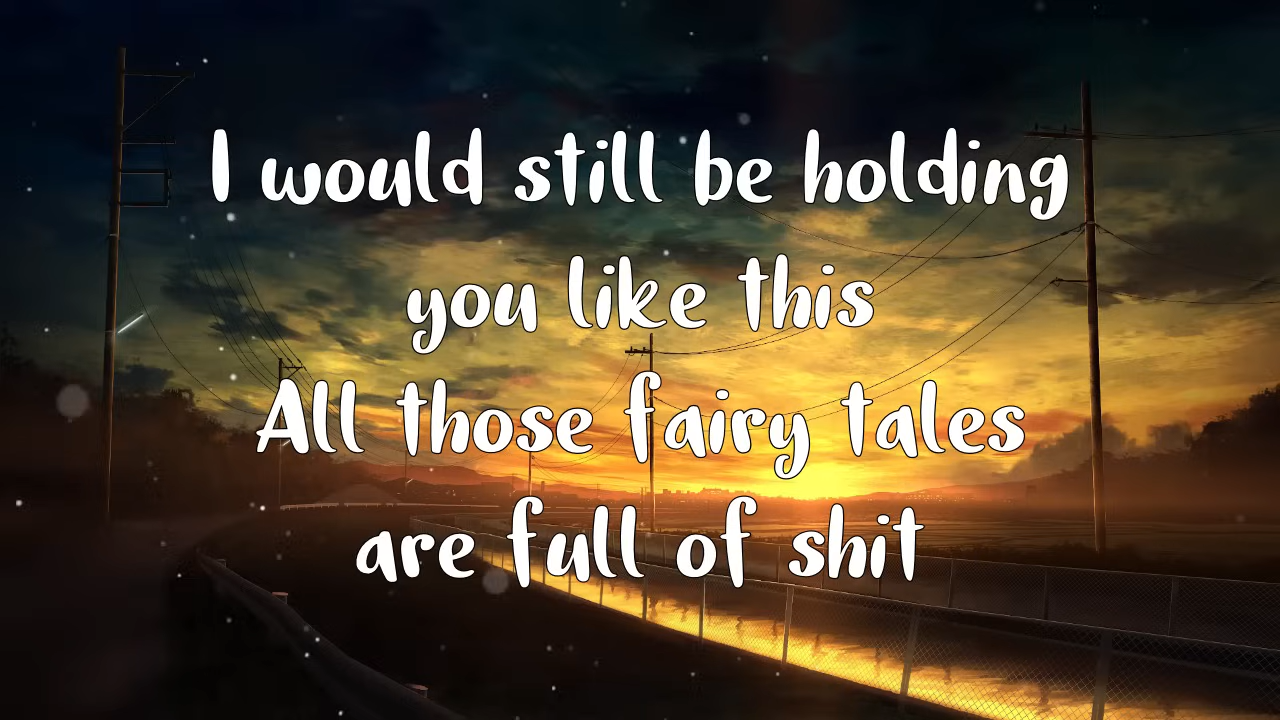 I would still be holding
you like this
All those fairy tales
are full of shit